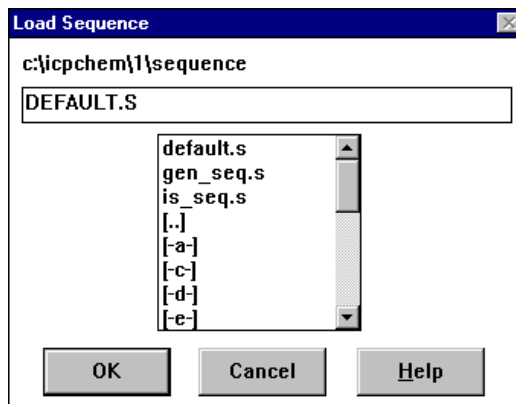 Load Sequence
c:\icpchem\1\sequence
DEFAULT.S
default.s
gen_seq.s
is_seq.s
[..]
[-a-]
[-c-]
[-d-]
[-e-]
OK Cancel Help